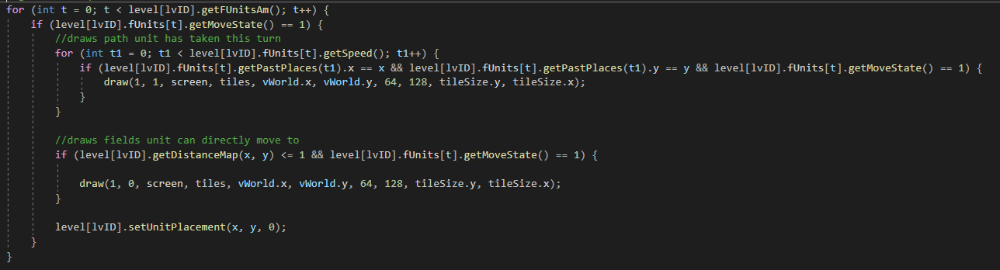 for (int t = 0; t < level[lvID].getFUnitsAm(); t++) {
if (level[lvID].fUnits[t].getMoveState() == 1) {
//draws path unit has taken this turn
for (int t1 = 0; t1 < level[lvID].fUnits[t].getSpeed(); t1++) {
if (level[lvID].fUnits[t].getPastPlaces(t1).x == x && level[lvID].fUnits[t].getPastPlaces(t1).y == y && level[lvID].fUnits[t].getMoveState() == 1) {
draw(1, 1, screen, tiles, vWorld.x, vWorld.y, 64, 128, tileSize.y, tileSize.x);
}
}
//draws fields unit can directly move to
if (level[lvID].getDistanceMap(x, y) <= 1 && level[lvID].fUnits[t].getMoveState() == 1) {
draw(1, 0, screen, tiles, vWorld.x, vWorld.y, 64, 128, tileSize.y, tileSize.x);
}
level[lvID].setUnitPlacement(x, y, 0);
}
}